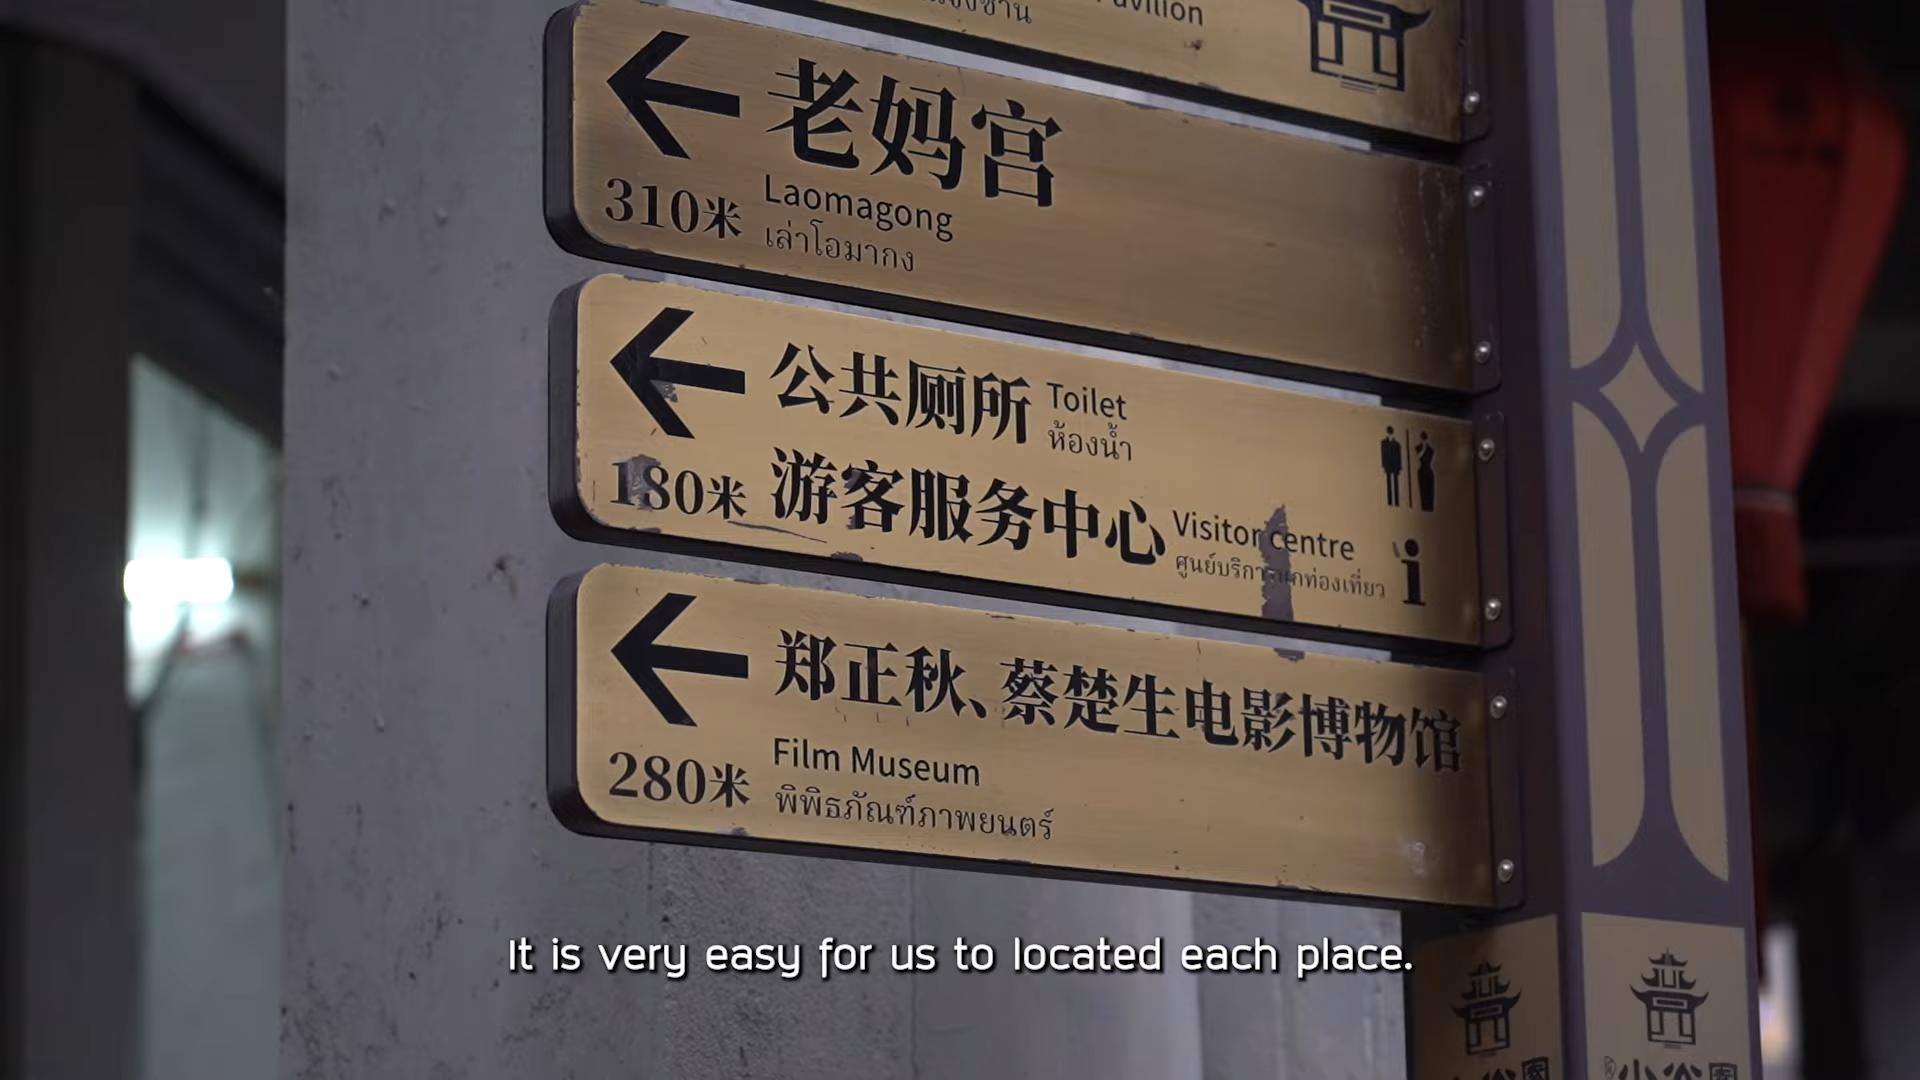 Pavilion
老妈宫
310米
Laomagong
เล่าโอมากง
公共厕所
Toilet
ห้องน้ำ
180米
游客服务中心
Visitor centre
郑正秋、蔡楚生电影博物馆
280米
Film Museum
พิพิธภัณฑ์ภาพยนตร์
It is very easy for us to located each place.